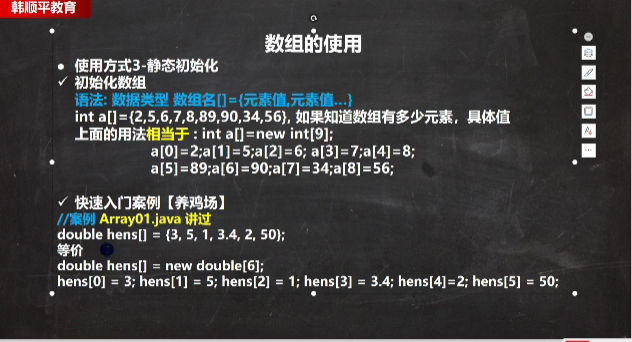 韩顺平教育
数组的使用
● 使用方式3-静态初始化
✓ 初始化数组
语法: 数据类型 数组名[]={元素值,元素值...}
int a[]={2,5,6,7,8,89,90,34,56}, 如果知道数组有多少元素，具体值
上面的用法相当于：int a[]=new int[9];
a[0]=2;a[1]=5;a[2]=6; a[3]=7;a[4]=8;
a[5]=89;a[6]=90;a[7]=34;a[8]=56;
✓ 快速入门案例【养鸡场】
//案例 Array01.java 讲过
double hens[] = {3, 5, 1, 3.4, 2, 50};
等价
double hens[] = new double[6];
hens[0] = 3; hens[1] = 5; hens[2] = 1; hens[3] = 3.4; hens[4]=2; hens[5] = 50;